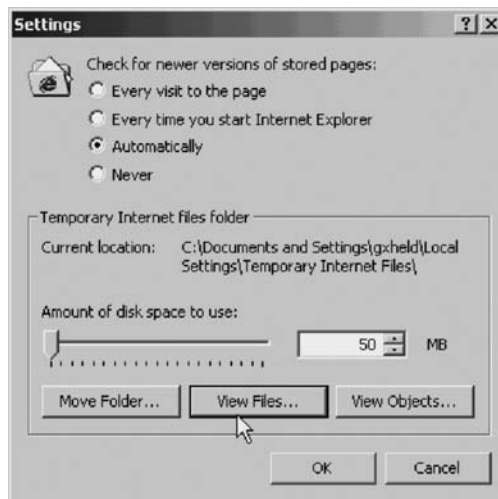 Settings
Check for newer versions of stored pages:
Every visit to the page
Every time you start Internet Explorer
Automatically
Never
Temporary Internet files folder
Current location: C:\Documents and Settings\gxheld\Local
Settings\Temporary Internet Files\
Amount of disk space to use:
50 MB
Move Folder... View Files... View Objects...
OK Cancel